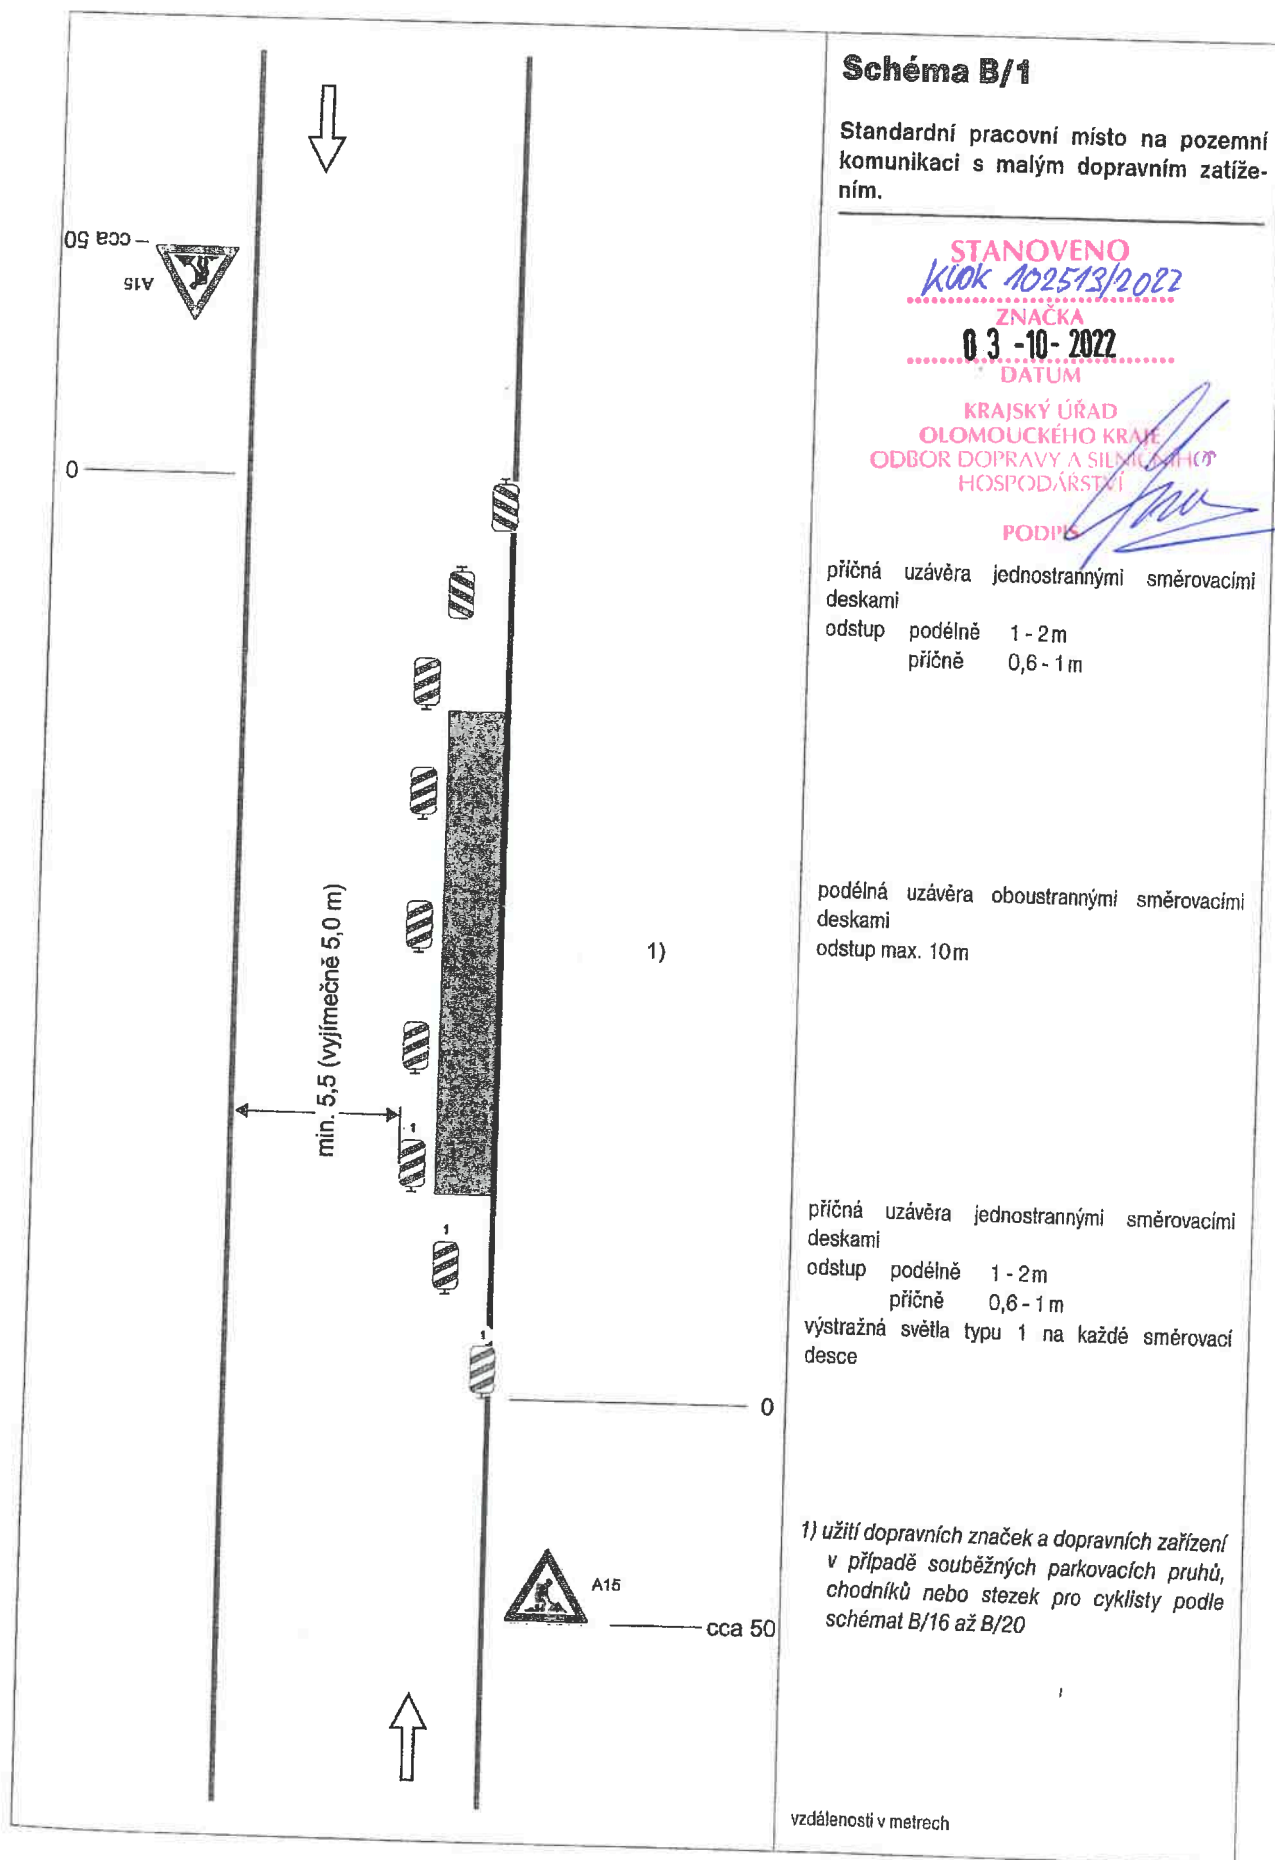 Schéma B/1
Standardní pracovní místo na pozemní
komunikaci s malým dopravním zatíže-
ním.
STANOVENO
KUOK 102513/2022
ZNAČKA
03 -10- 2022
DATUM
KRAJSKÝ ÚŘAD
OLOMOUCKÉHO KRAJE
ODBOR DOPRAVY A SILNIČNÍHO
HOSPODÁŘSTVÍ
PODPIS
cca 50
A15
0
příčná uzávěra jednostrannými směrovacími
deskami
odstup podélně 1 - 2m
příčně 0,6 - 1m
podélná uzávěra oboustrannými směrovacími
deskami
odstup max. 10m
1)
min. 5,5 (vyjímečně 5,0 m)
1
1
1
příčná uzávěra jednostrannými směrovacími
deskami
odstup podélně 1 - 2m
příčně 0,6 - 1m
výstražná světla typu 1 na každé směrovací
desce
0
A15
cca 50
1) užití dopravních značek a dopravních zařízení
v případě souběžných parkovacích pruhů,
chodníků nebo stezek pro cyklisty podle
schémat B/16 až B/20
vzdálenosti v metrech